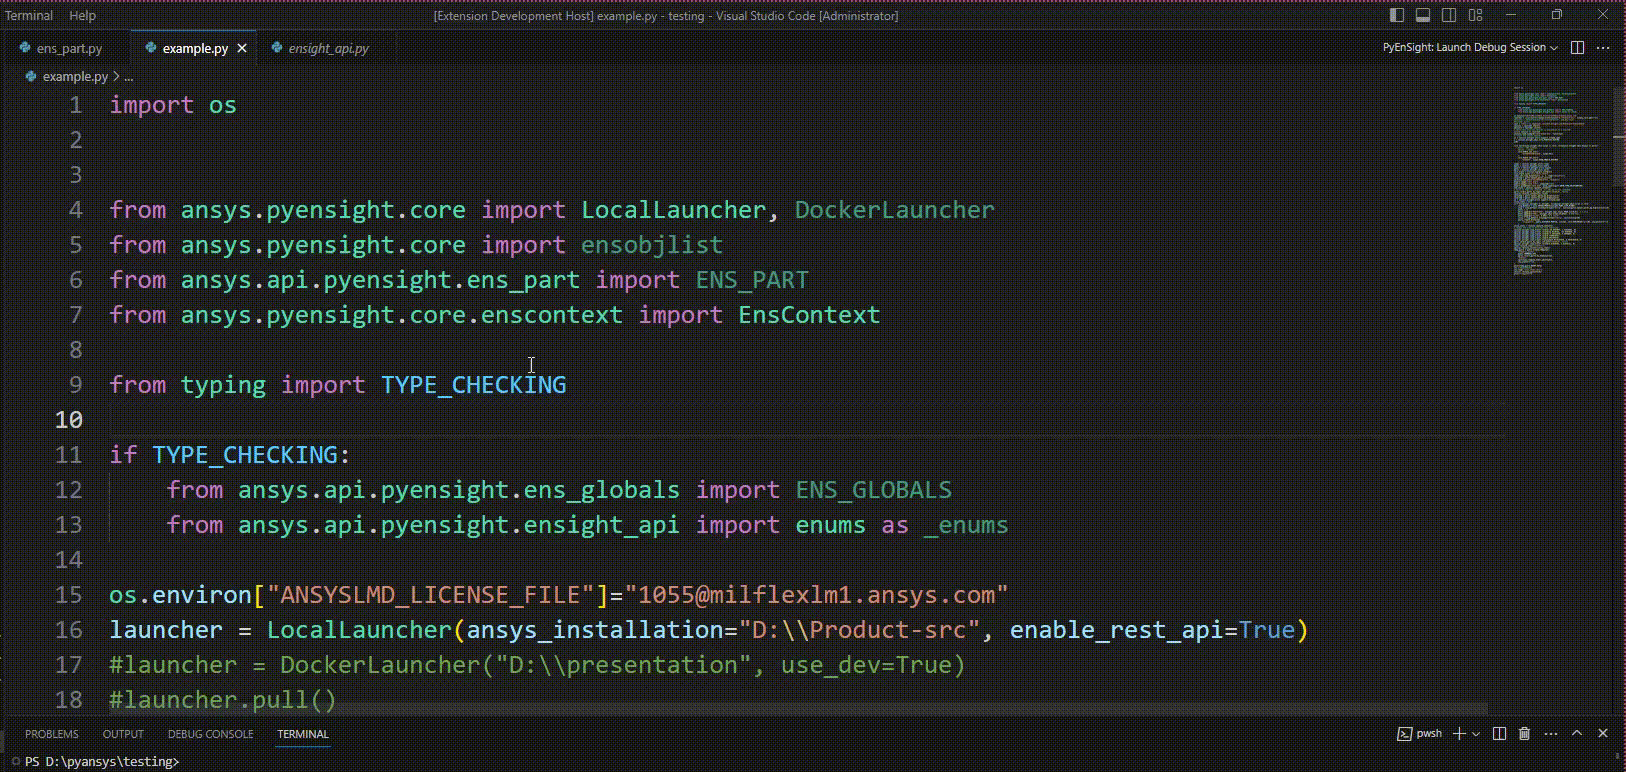 Terminal Help [Extension Development Host] example.py - testing - Visual Studio Code [Administrator]
ens_part.py example.py ensight_api.py PyEnSight: Launch Debug Session
example.py > ...
1 import os
2
3
4 from ansys.pyensight.core import LocalLauncher, DockerLauncher
5 from ansys.pyensight.core import ensobjlist
6 from ansys.api.pyensight.ens_part import ENS_PART
7 from ansys.pyensight.core.enscontext import EnsContext
8
9 from typing import TYPE_CHECKING
10
11 if TYPE_CHECKING:
12     from ansys.api.pyensight.ens_globals import ENS_GLOBALS
13     from ansys.api.pyensight.ensight_api import enums as _enums
14
15 os.environ["ANSYSLMD_LICENSE_FILE"]="1055@milflexlm1.ansys.com"
16 launcher = LocalLauncher(ansys_installation="D:\\Product-src", enable_rest_api=True)
17 #launcher = DockerLauncher("D:\\presentation", use_dev=True)
18 #launcher.pull()
PROBLEMS OUTPUT DEBUG CONSOLE TERMINAL pwsh
PS D:\pyansys\testing>